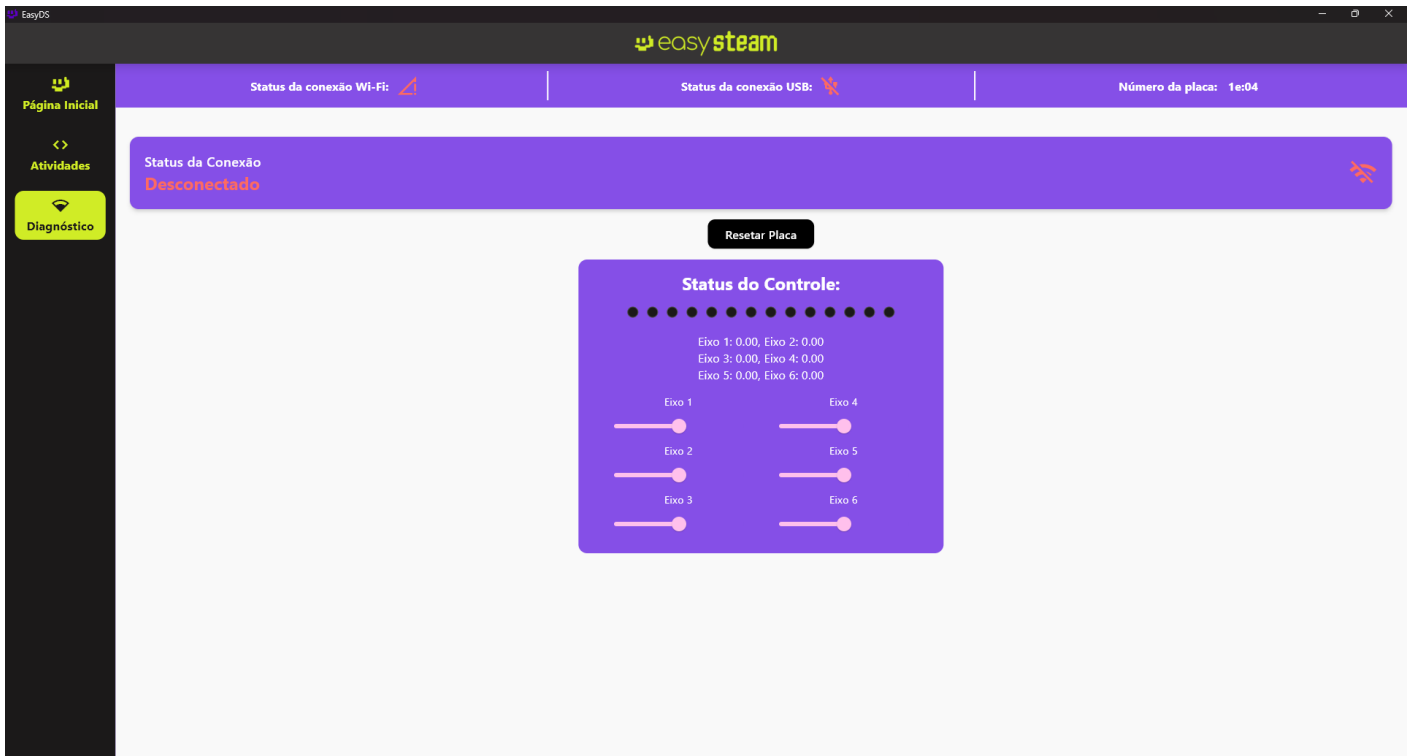 EasyDS
easy steam
Página Inicial
Atividades
Diagnóstico
Status da conexão Wi-Fi:
Status da conexão USB:
Número da placa: 1e:04
Status da Conexão
Desconectado
Resetar Placa
Status do Controle:
Eixo 1: 0.00, Eixo 2: 0.00
Eixo 3: 0.00, Eixo 4: 0.00
Eixo 5: 0.00, Eixo 6: 0.00
Eixo 1
Eixo 4
Eixo 2
Eixo 5
Eixo 3
Eixo 6